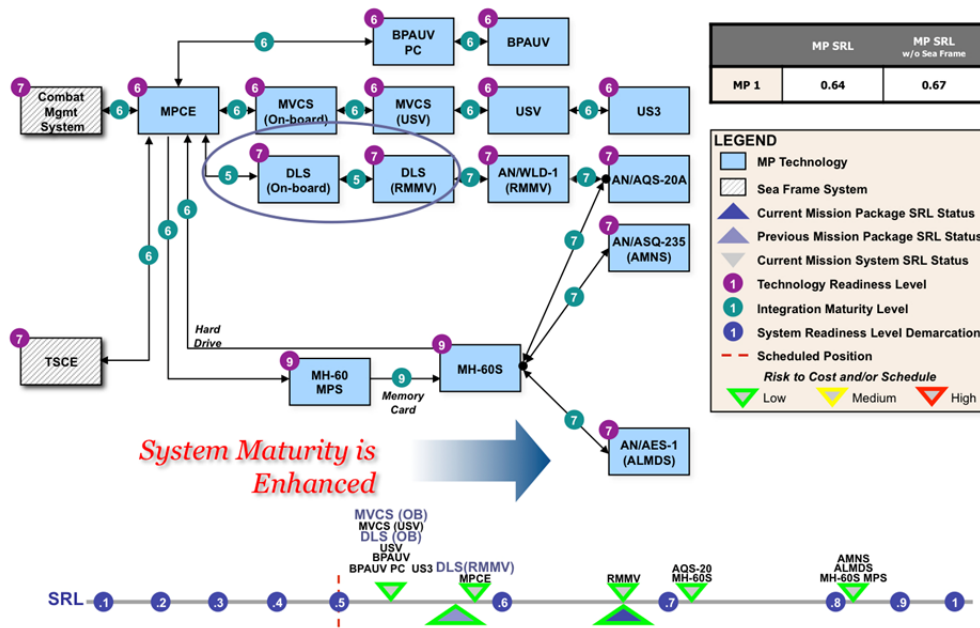 6
6
BPAUV
PC
6
BPAUV
6
7
Combat
Mgmt
System
6
6
MPCE
6
6
MVCS
(On-board)
6
6
MVCS
(USV)
6
6
USV
6
6
US3
5
7
DLS
(On-board)
5
7
DLS
(RMMV)
7
7
AN/WLD-1
(RMMV)
7
7
AN/AQS-20A
6
6
6
7
7
AN/ASQ-235
(AMNS)
7
7
TSCE
Hard
Drive
9
MH-60
MPS
9
Memory
Card
9
MH-60S
7
7
AN/AES-1
(ALMDS)
System Maturity is
Enhanced
MP SRL
MP SRL
w/o Sea Frame
MP 1
0.64
0.67
LEGEND
MP Technology
Sea Frame System
Current Mission Package SRL Status
Previous Mission Package SRL Status
Current Mission System SRL Status
1 Technology Readiness Level
1 Integration Maturity Level
1 System Readiness Level Demarcation
Scheduled Position
Risk to Cost and/or Schedule
Low Medium High
MVCS (OB)
MVCS (USV)
DLS (OB)
USV
BPAUV
BPAUV PC US3
DLS(RMMV)
MPCE
RMMV
AQS-20
MH-60S
AMNS
ALMDS
MH-60S MPS
SRL .1 .2 .3 .4 .5 .6 .7 .8 .9 1